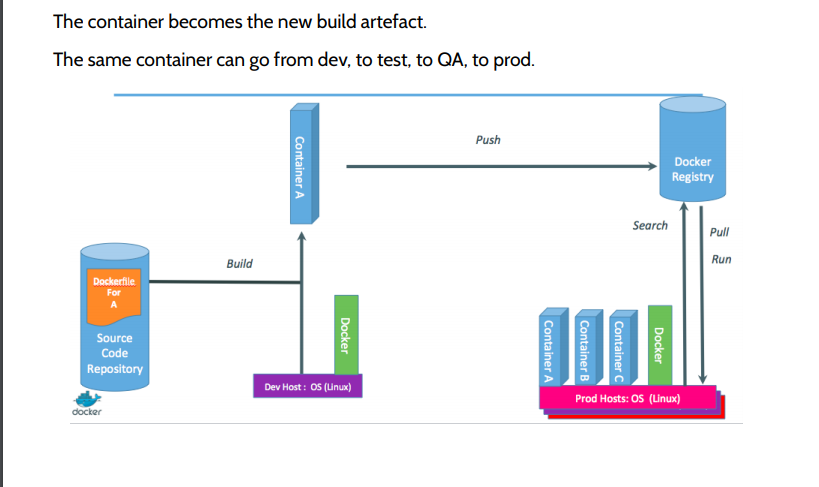 The container becomes the new build artefact.
The same container can go from dev, to test, to QA, to prod.
Container A
Push
Docker
Registry
Search
Pull
Run
Build
Dockerfile
For
A
Source
Code
Repository
docker
Docker
Dev Host : OS (Linux)
Container A
Container B
Container C
Docker
Prod Hosts: OS (Linux)